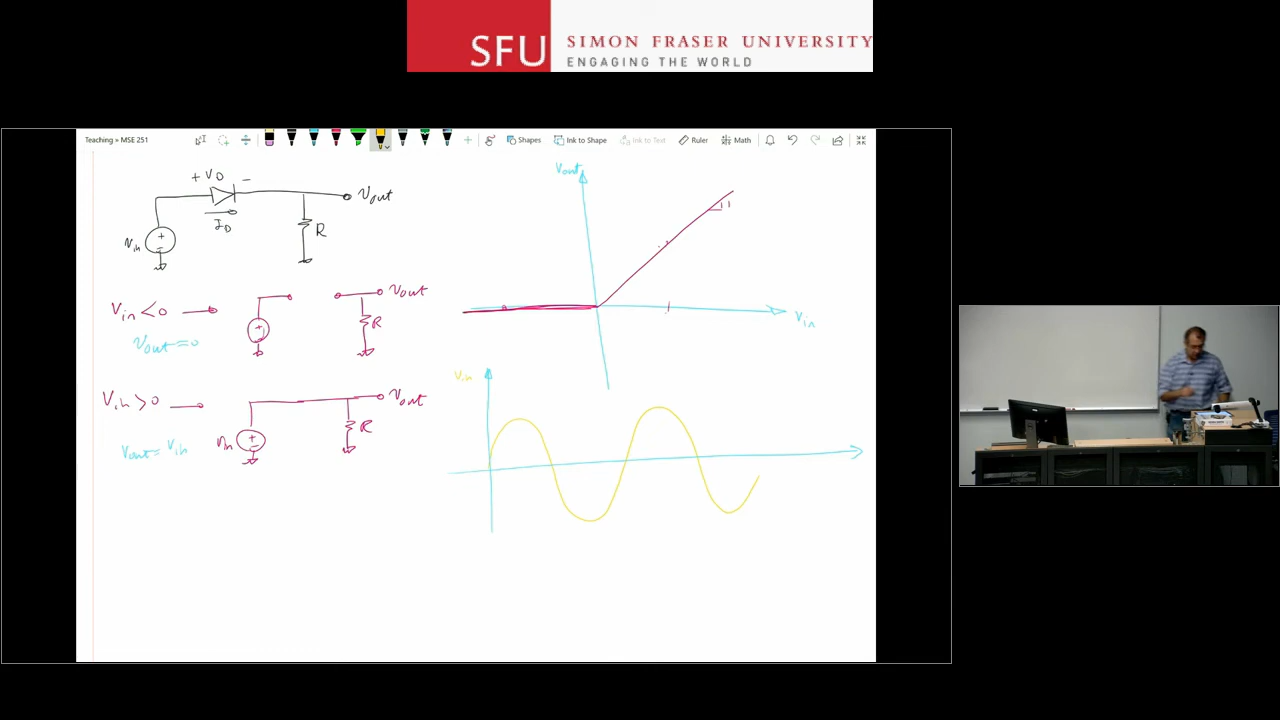 SFU
SIMON FRASER UNIVERSITY
ENGAGING THE WORLD
Teaching > MSE 251
Shapes
Ink to Shape
Ink to Text
Ruler
Math
+ VD -
ID
Vin
R
Vout
Vin < 0
Vout = 0
Vout
R
Vin > 0
Vout = Vin
Vin
Vout
R
Vout
Vin
Vin